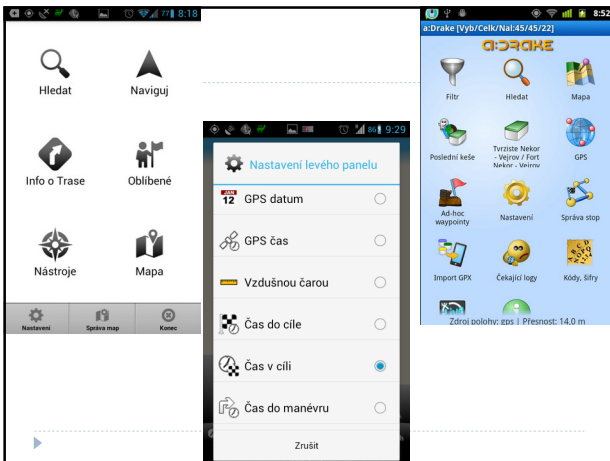 77 8:18
Hledat
Naviguj
Info o Trase
Oblíbené
Nástroje
Mapa
Nastavení
Správa map
Konec
86 9:29
Nastavení levého panelu
JAN
12
GPS datum
GPS čas
Vzdušnou čarou
Čas do cíle
Čas v cíli
Čas do manévru
Zrušit
8:52
a:Drake [Vyb/Celk/Nal:45/45/22]
a:DRAKE
Filtr
Hledat
Mapa
Poslední keše
Tvrziste Nekor
- Vejrov / Fort
Nekor - Vejrov
GPS
Ad-hoc
waypointy
Nastavení
Správa stop
Import GPX
Čekající logy
Kódy, šifry
Zdroj polohy: gps | Přesnost: 14,0 m